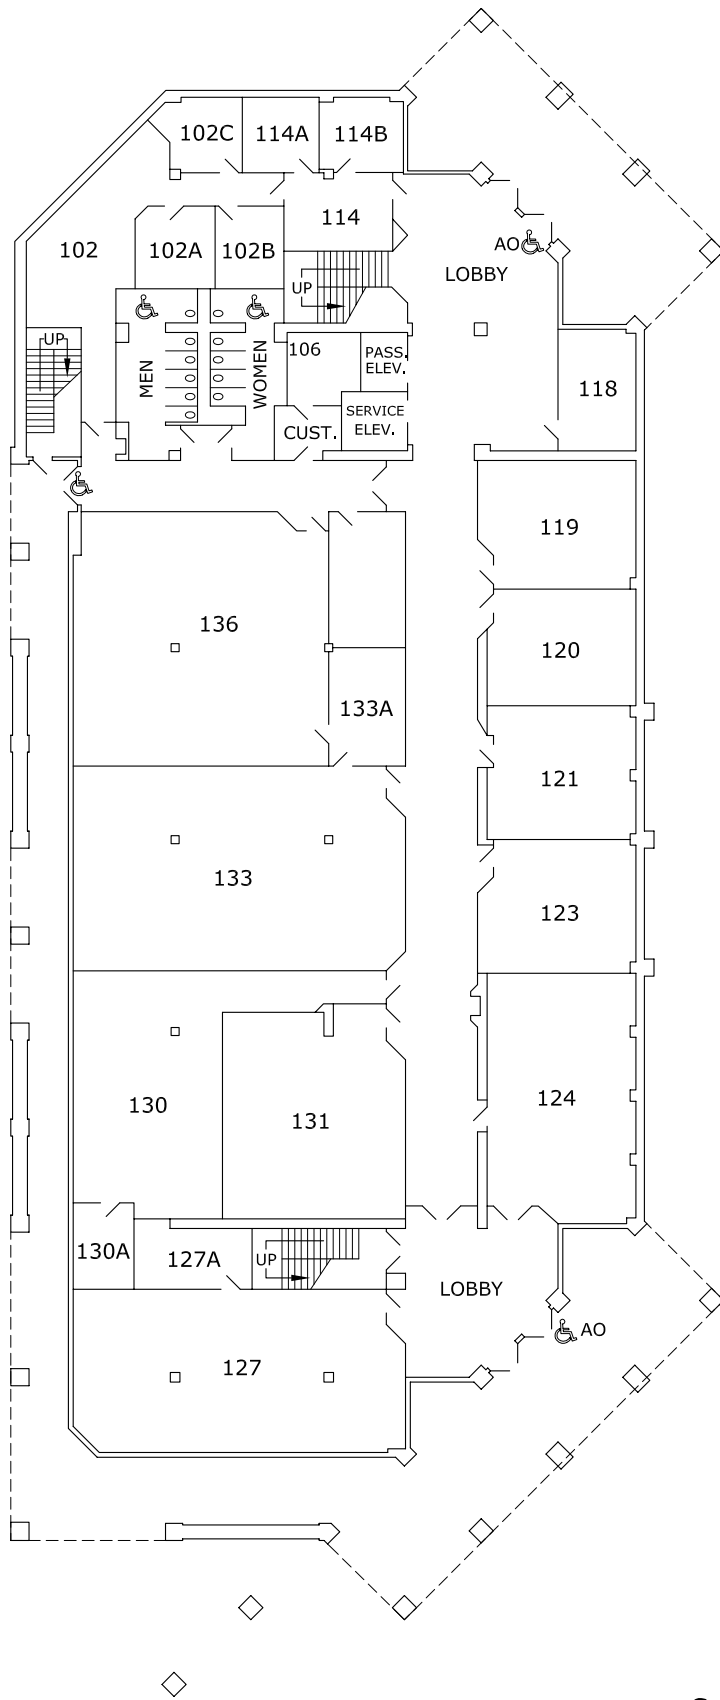 102C
114A
114B
114
102
102A
102B
AO
LOBBY
UP
UP
MEN
WOMEN
106
PASS.
ELEV.
118
SERVICE
ELEV.
CUST.
119
136
120
133A
121
133
123
124
130
131
130A
127A
UP
LOBBY
AO
127